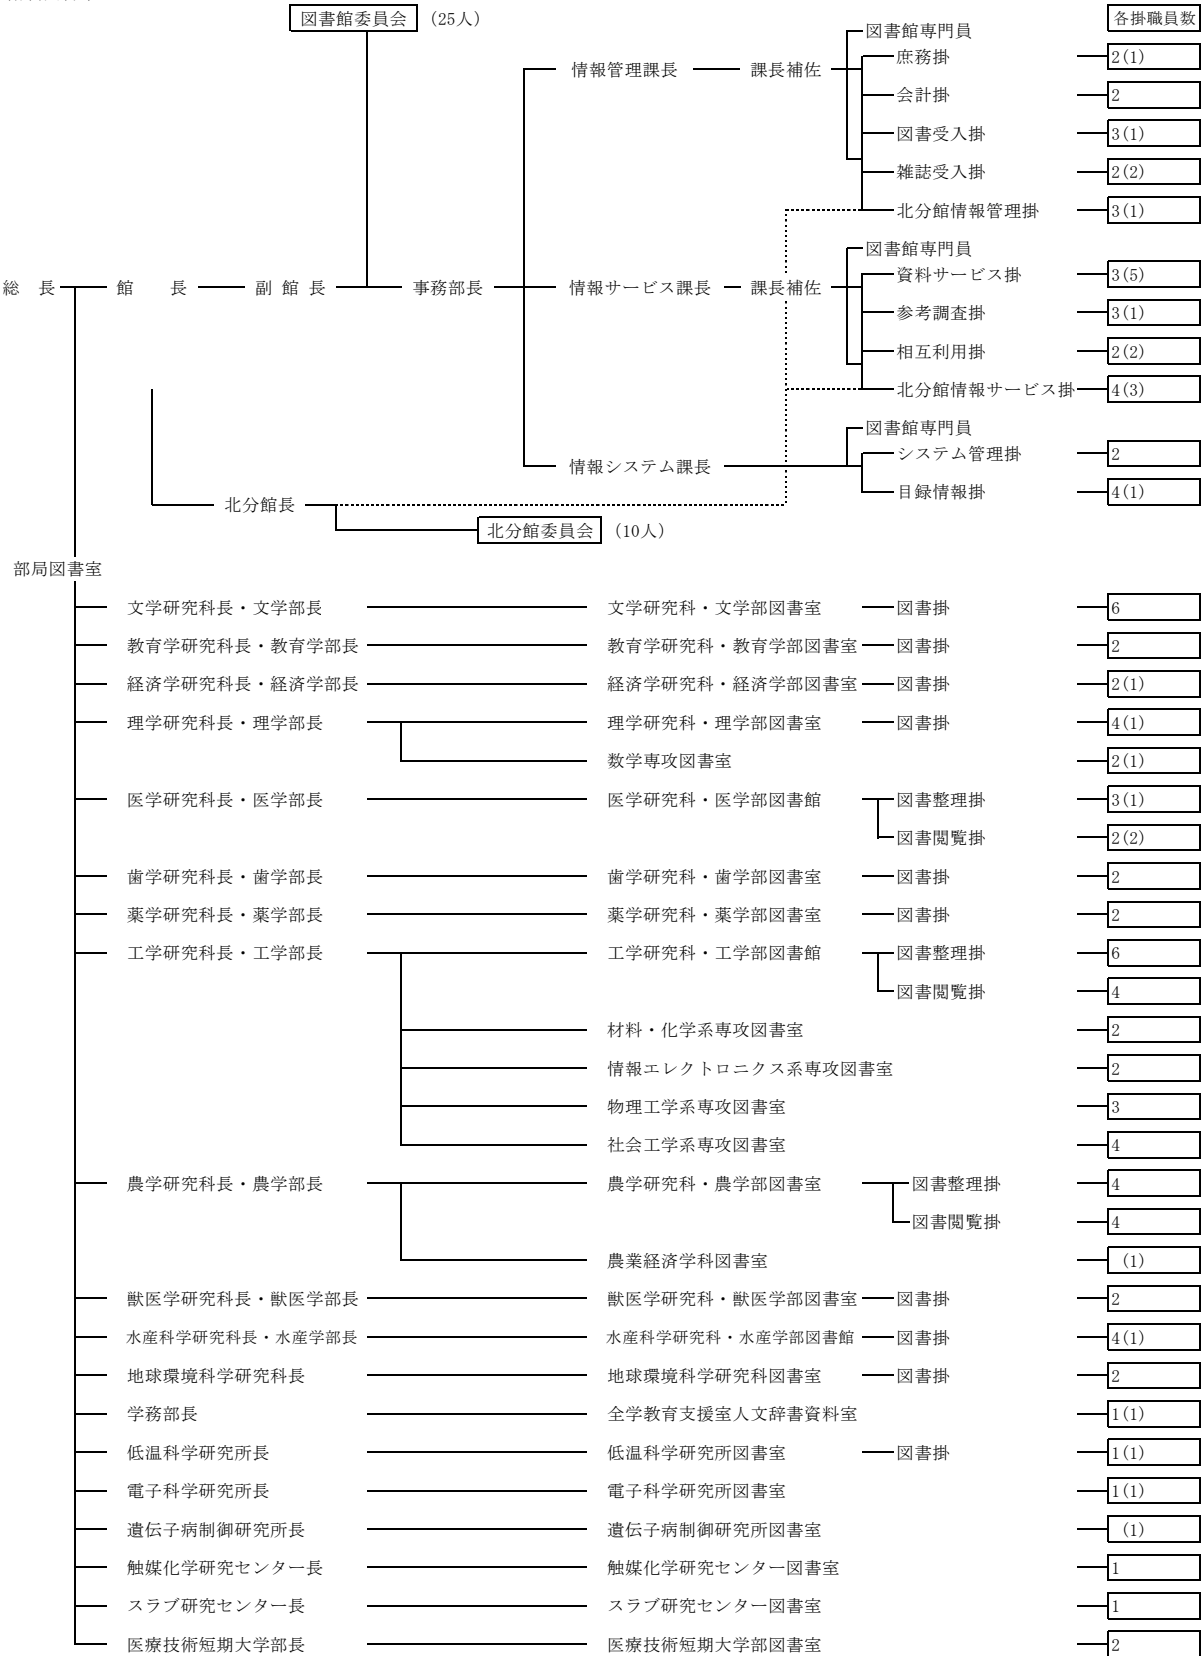 図書館委員会 (25人) 各掛職員数
図書館専門員
庶務掛 2(1)
情報管理課長 課長補佐
会計掛 2
図書受入掛 3(1)
雑誌受入掛 2(2)
北分館情報管理掛 3(1)
図書館専門員
資料サービス掛 3(5)
総 長 館 長 副 館 長 事務部長 情報サービス課長 課長補佐
参考調査掛 3(1)
相互利用掛 2(2)
北分館情報サービス掛 4(3)
図書館専門員
システム管理掛 2
情報システム課長
目録情報掛 4(1)
北分館長
北分館委員会 (10人)
部局図書室
文学研究科長・文学部長 文学研究科・文学部図書室 図書掛 6
教育学研究科長・教育学部長 教育学研究科・教育学部図書室 図書掛 2
経済学研究科長・経済学部長 経済学研究科・経済学部図書室 図書掛 2(1)
理学研究科長・理学部長 理学研究科・理学部図書室 図書掛 4(1)
数学専攻図書室 2(1)
医学研究科長・医学部長 医学研究科・医学部図書館 図書整理掛 3(1)
図書閲覧掛 2(2)
歯学研究科長・歯学部長 歯学研究科・歯学部図書室 図書掛 2
薬学研究科長・薬学部長 薬学研究科・薬学部図書室 図書掛 2
工学研究科長・工学部長 工学研究科・工学部図書館 図書整理掛 6
図書閲覧掛 4
材料・化学系専攻図書室 2
情報エレクトロニクス系専攻図書室 2
物理工学系専攻図書室 3
社会工学系専攻図書室 4
農学研究科長・農学部長 農学研究科・農学部図書室 図書整理掛 4
図書閲覧掛 4
農業経済学科図書室 (1)
獣医学研究科長・獣医学部長 獣医学研究科・獣医学部図書室 図書掛 2
水産科学研究科長・水産学部長 水産科学研究科・水産学部図書館 図書掛 4(1)
地球環境科学研究科長 地球環境科学研究科図書室 図書掛 2
学務部長 全学教育支援室人文辞書資料室 1(1)
低温科学研究所長 低温科学研究所図書室 図書掛 1(1)
電子科学研究所長 電子科学研究所図書室 1(1)
遺伝子病制御研究所長 遺伝子病制御研究所図書室 (1)
触媒化学研究センター長 触媒化学研究センター図書室 1
スラブ研究センター長 スラブ研究センター図書室 1
医療技術短期大学部長 医療技術短期大学部図書室 2